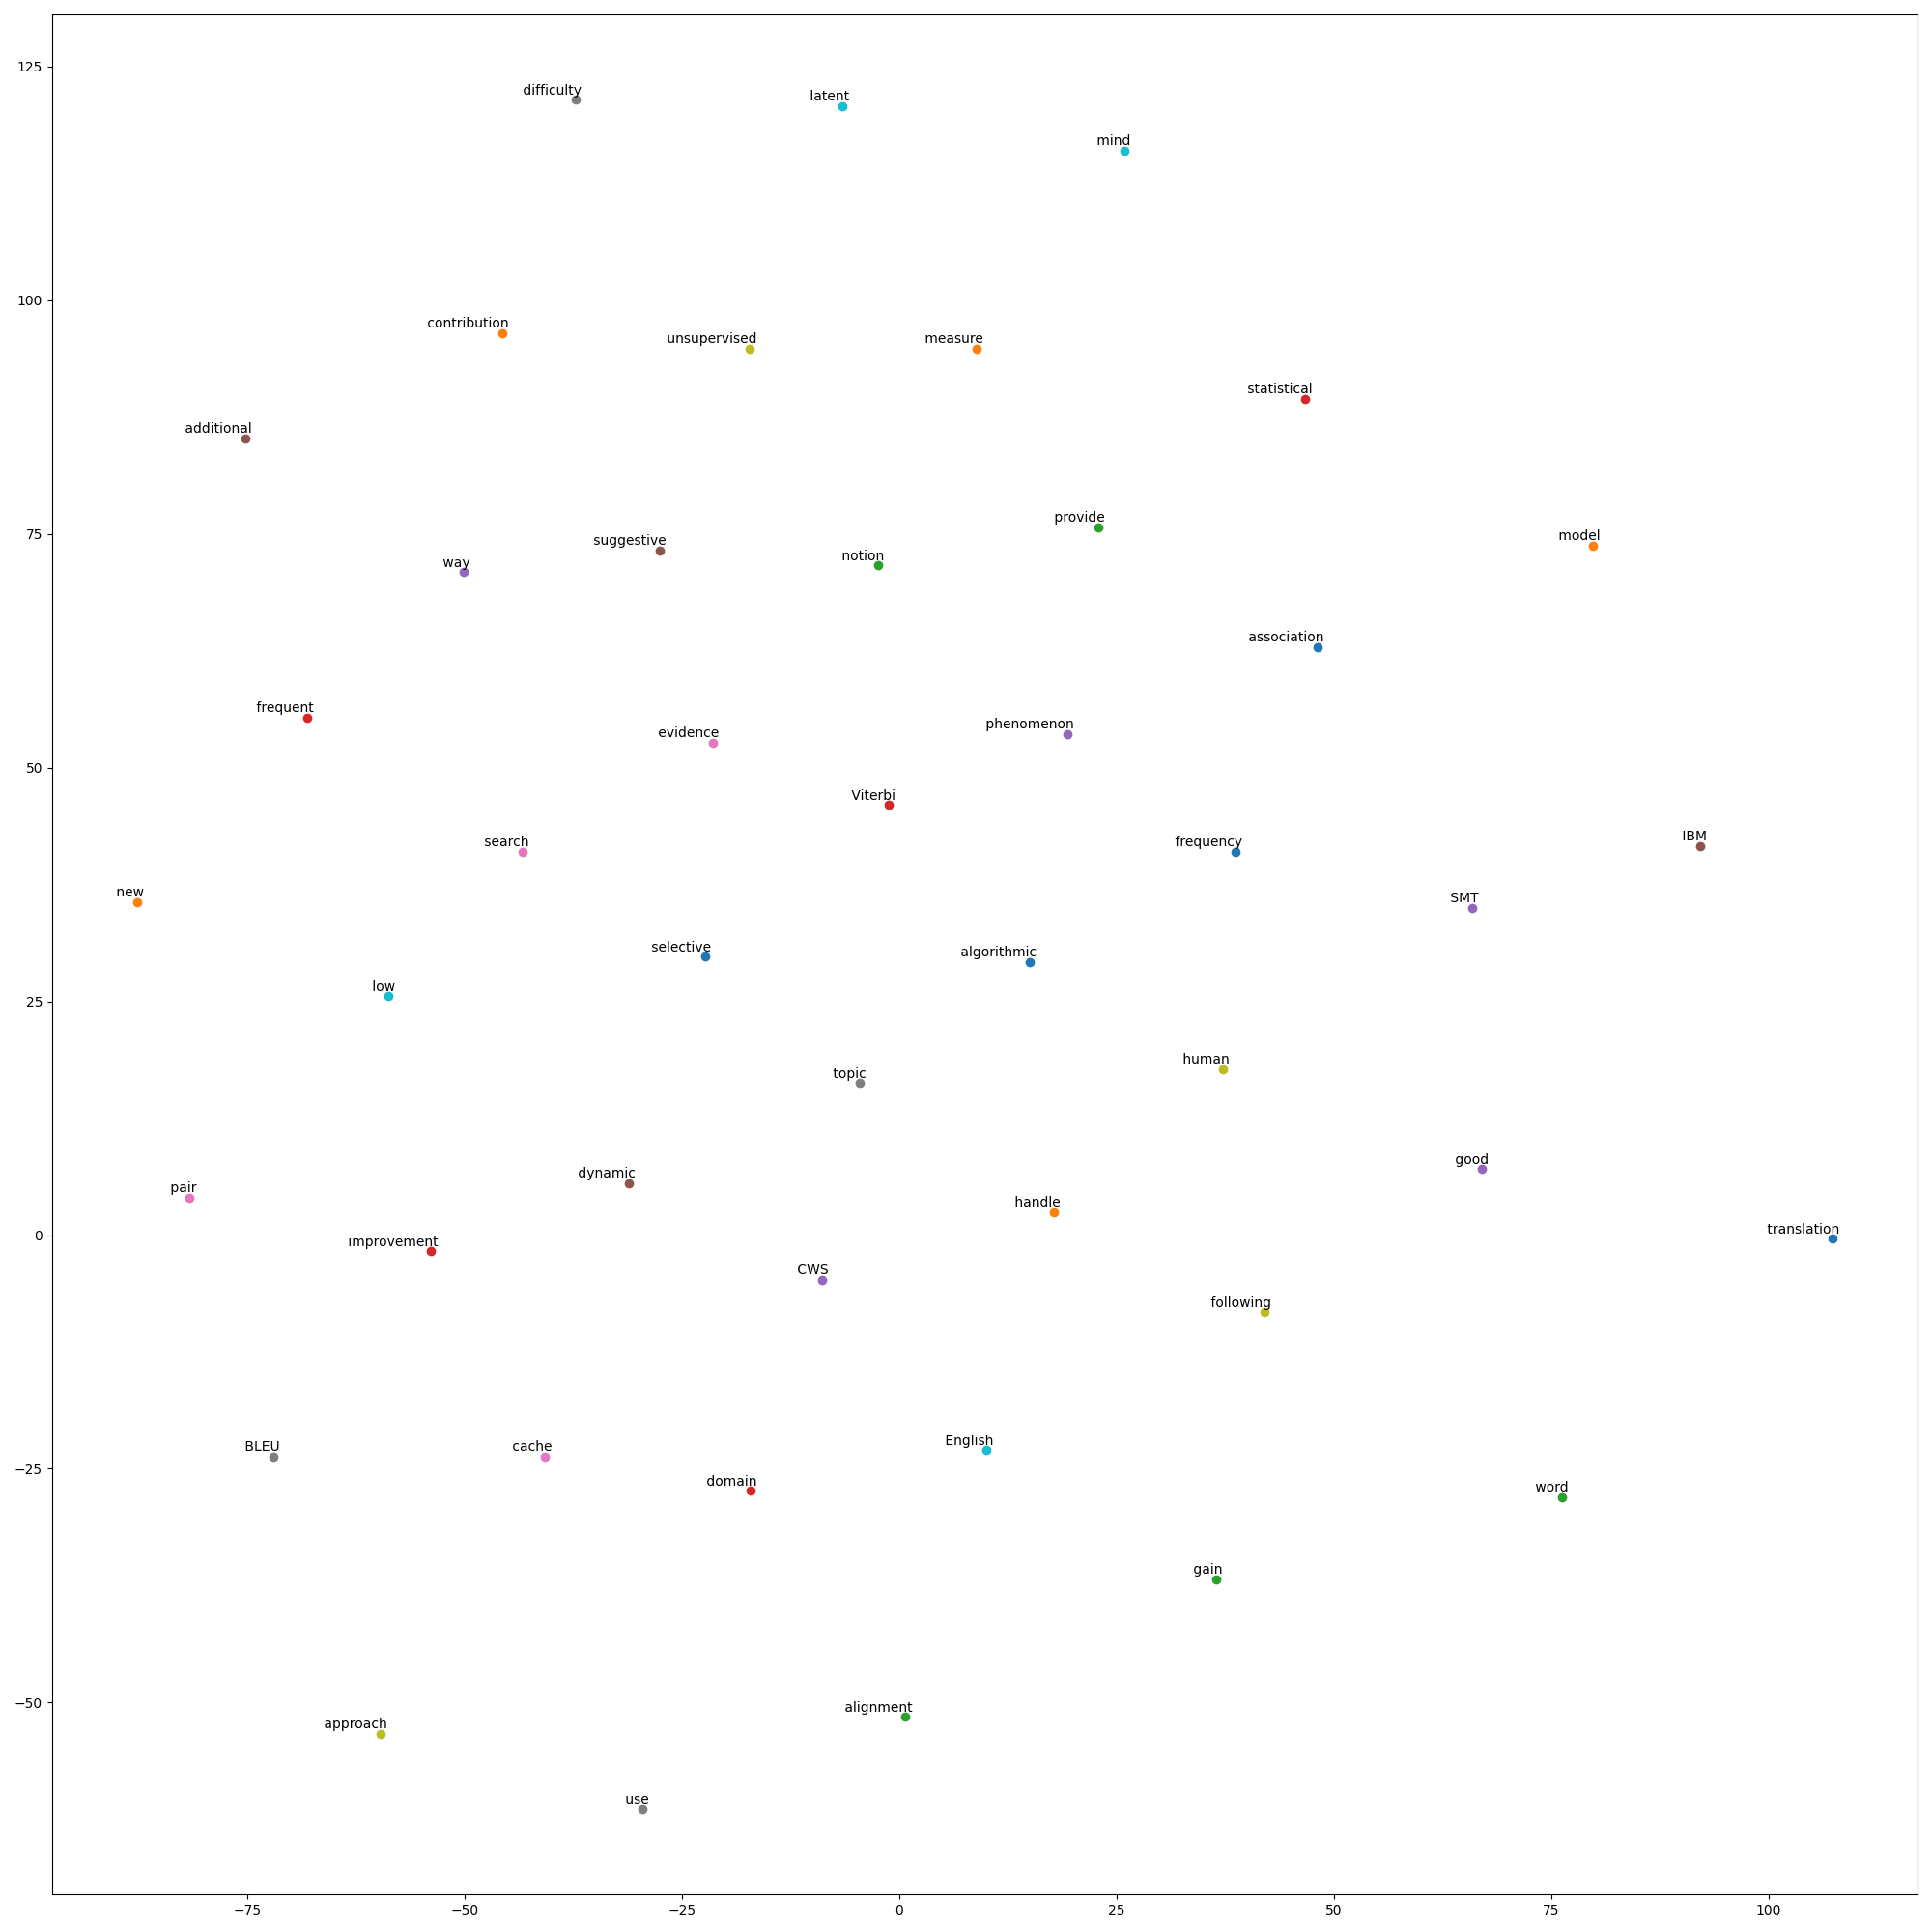 125
difficulty
latent
mind
100
contribution
unsupervised
measure
statistical
additional
75
provide
model
suggestive
notion
way
association
frequent
phenomenon
evidence
50
Viterbi
search
frequency
IBM
new
SMT
selective
algorithmic
25
low
human
topic
good
dynamic
pair
handle
0
translation
improvement
CWS
following
BLEU
cache
English
−25
domain
word
gain
−50
alignment
approach
use
−75 −50 −25 0 25 50 75 100